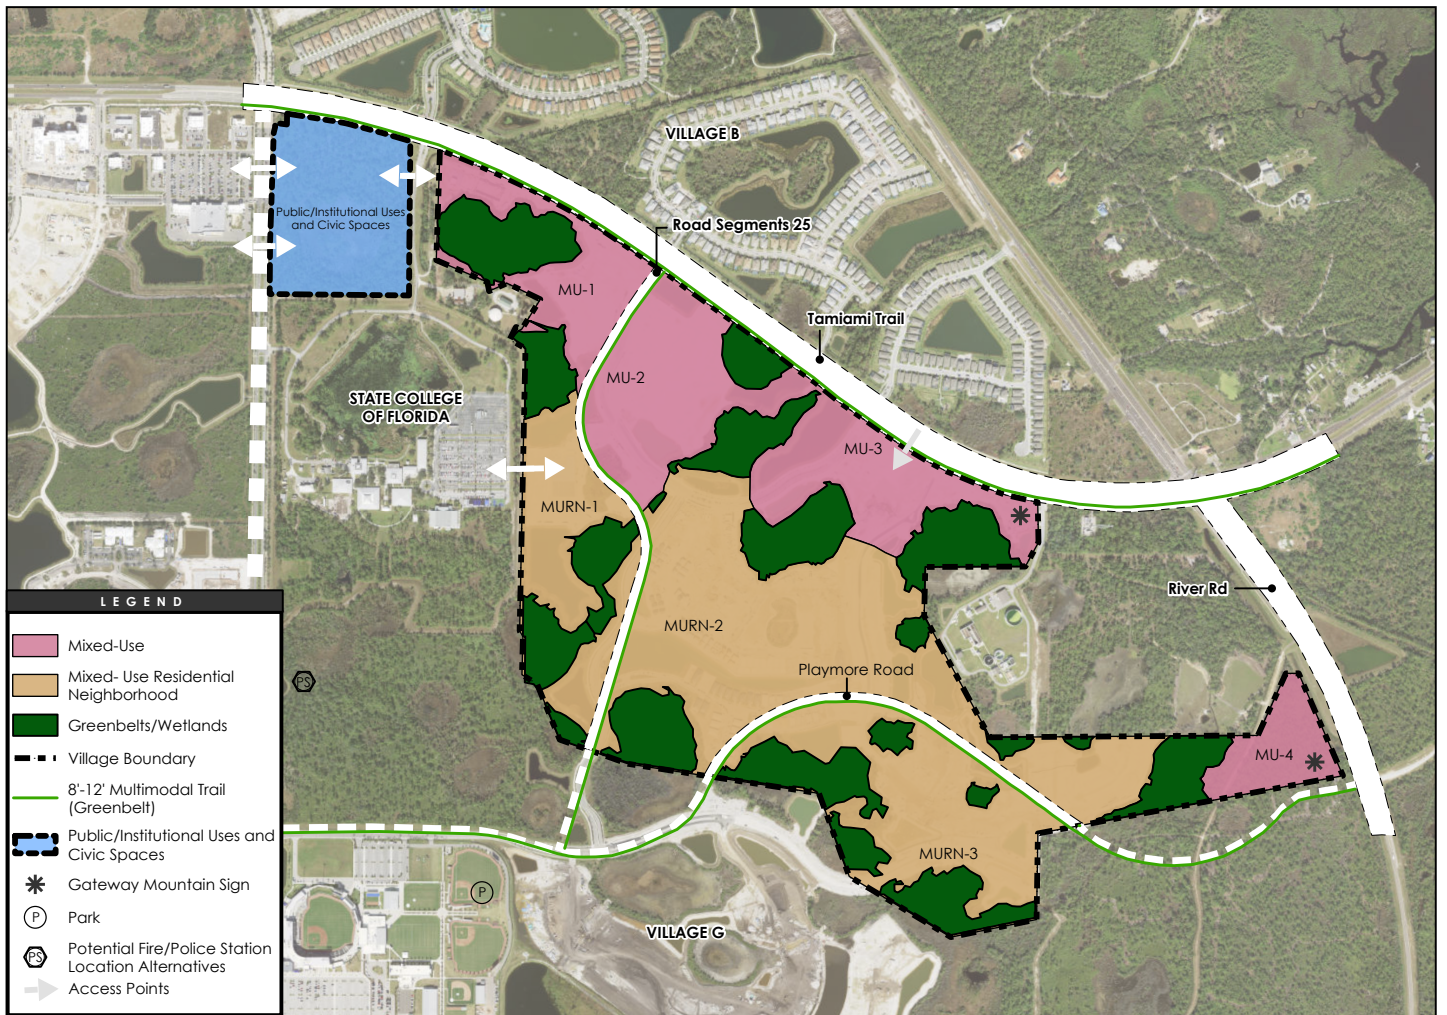 VILLAGE B
Road Segments 25
Public/Institutional Uses
and Civic Spaces
MU-1
Tamiami Trail
MU-2
STATE COLLEGE
OF FLORIDA
MU-3
MURN-1
River Rd
MURN-2
Playmore Road
MU-4
MURN-3
VILLAGE G
P
PS
LEGEND
Mixed-Use
Mixed- Use Residential
Neighborhood
Greenbelts/Wetlands
Village Boundary
8'-12' Multimodal Trail
(Greenbelt)
Public/Institutional Uses and
Civic Spaces
Gateway Mountain Sign
P
Park
PS
Potential Fire/Police Station
Location Alternatives
Access Points